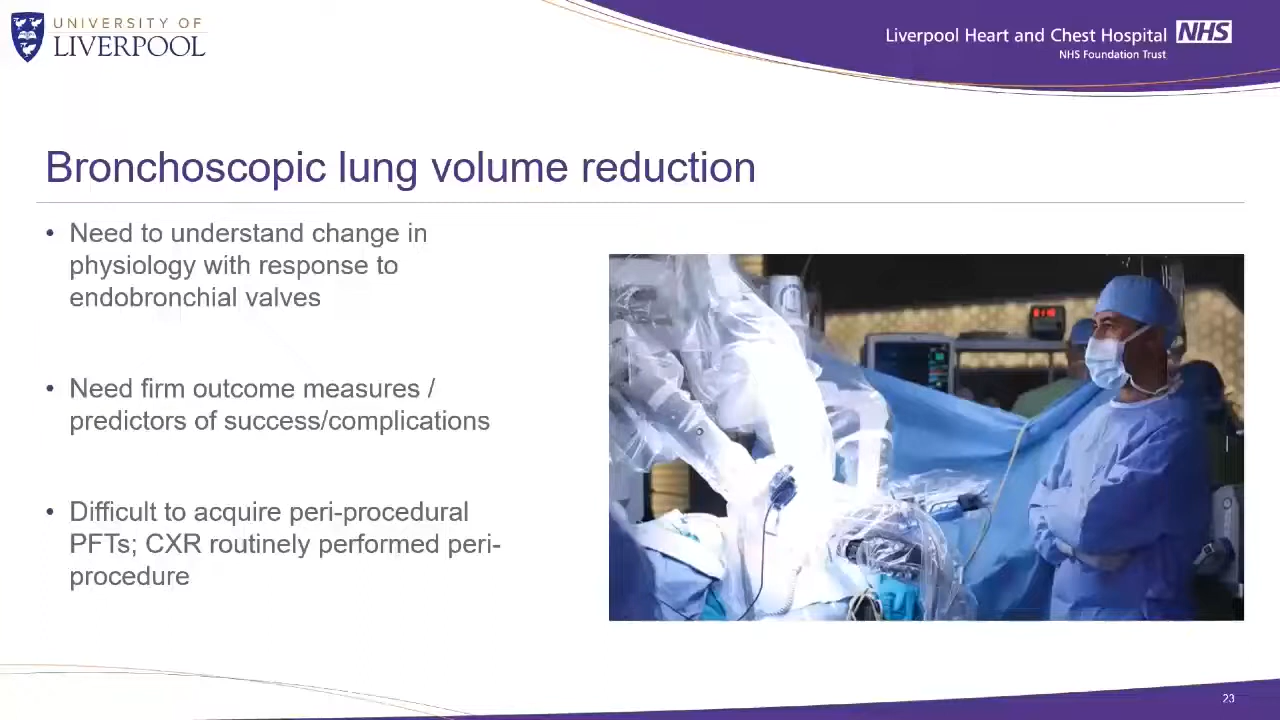 UNIVERSITY OF
LIVERPOOL
Liverpool Heart and Chest Hospital NHS
NHS Foundation Trust
Bronchoscopic lung volume reduction
• Need to understand change in
physiology with response to
endobronchial valves
• Need firm outcome measures /
predictors of success/complications
• Difficult to acquire peri-procedural
PFTs; CXR routinely performed peri-
procedure
23